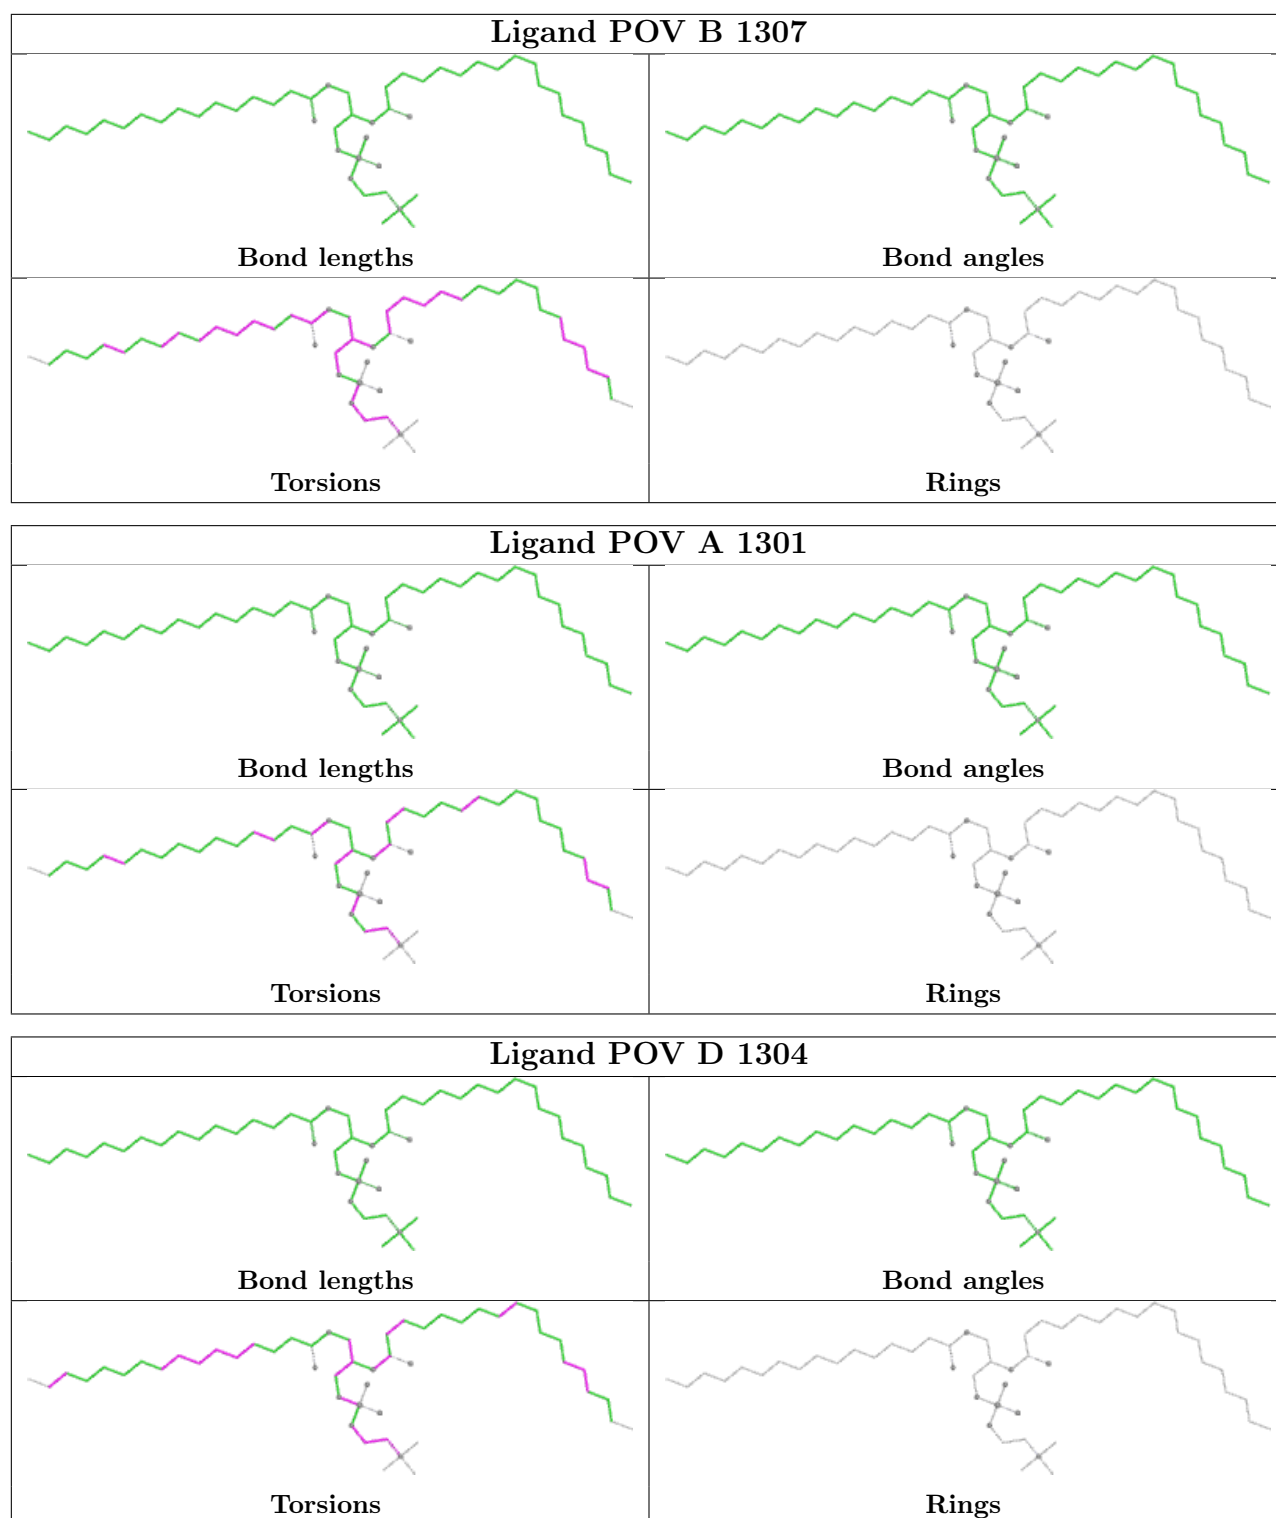 Ligand POV B 1307
Bond lengths
Bond angles
Torsions
Rings
Ligand POV A 1301
Bond lengths
Bond angles
Torsions
Rings
Ligand POV D 1304
Bond lengths
Bond angles
Torsions
Rings